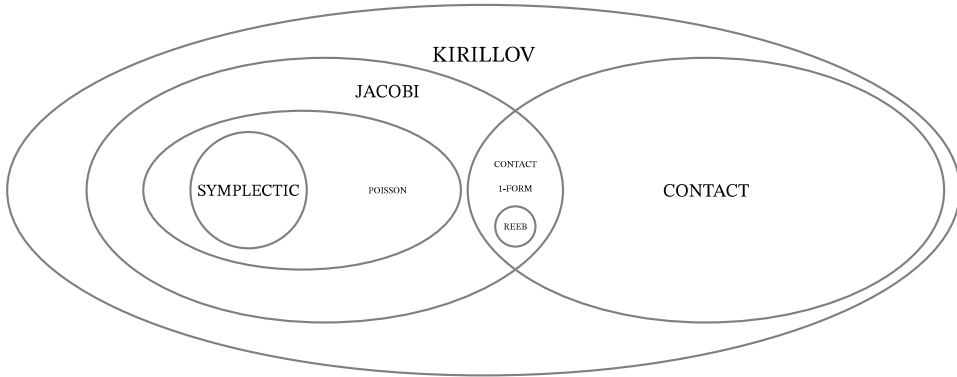 KIRILLOV
JACOBI
CONTACT
1-FORM
SYMPLECTIC
POISSON
CONTACT
REEB